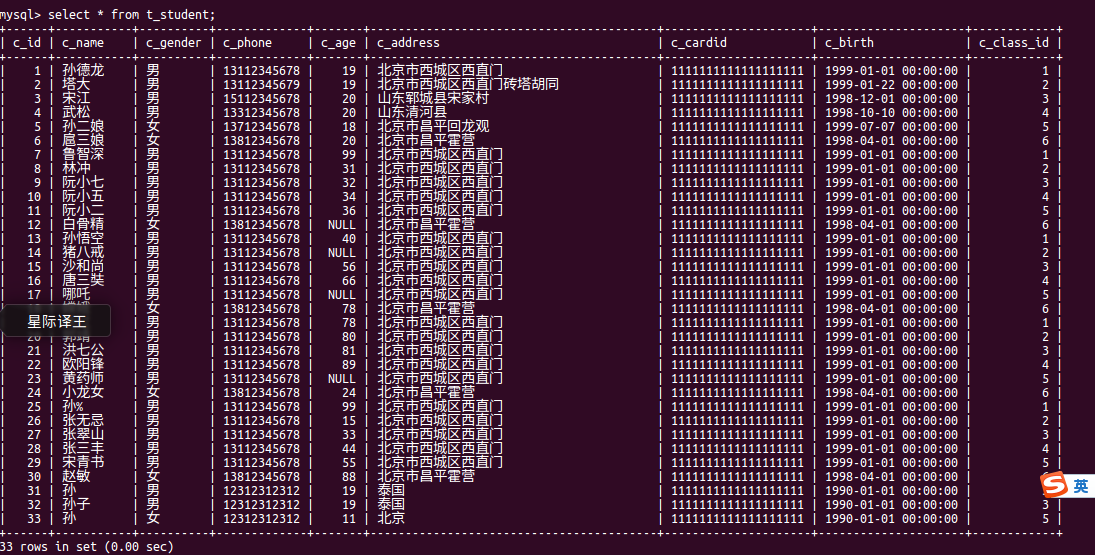 mysql> select * from t_student;
| c_id | c_name | c_gender | c_phone | c_age | c_address | c_cardid | c_birth | c_class_id |
| 1 | 孙德龙 | 男 | 13112345678 | 19 | 北京市西城区西直门 | 111111111111111111 | 1999-01-01 00:00:00 | 1 |
| 2 | 塔大 | 男 | 13112345679 | 19 | 北京市西城区西直门砖塔胡同 | 111111111111111111 | 1999-01-22 00:00:00 | 2 |
| 3 | 宋江 | 男 | 15112345678 | 20 | 山东郓城县宋家村 | 111111111111111111 | 1998-12-01 00:00:00 | 3 |
| 4 | 武松 | 男 | 13312345678 | 20 | 山东清河县 | 111111111111111111 | 1998-10-10 00:00:00 | 4 |
| 5 | 孙二娘 | 女 | 13712345678 | 18 | 北京市昌平回龙观 | 111111111111111111 | 1999-07-07 00:00:00 | 5 |
| 6 | 扈三娘 | 女 | 13812345678 | 20 | 北京市昌平霍营 | 111111111111111111 | 1998-04-01 00:00:00 | 6 |
| 7 | 鲁智深 | 男 | 13112345678 | 99 | 北京市西城区西直门 | 111111111111111111 | 1999-01-01 00:00:00 | 1 |
| 8 | 林冲 | 男 | 13112345678 | 31 | 北京市西城区西直门 | 111111111111111111 | 1999-01-01 00:00:00 | 2 |
| 9 | 阮小七 | 男 | 13112345678 | 32 | 北京市西城区西直门 | 111111111111111111 | 1999-01-01 00:00:00 | 3 |
| 10 | 阮小五 | 男 | 13112345678 | 34 | 北京市西城区西直门 | 111111111111111111 | 1999-01-01 00:00:00 | 4 |
| 11 | 阮小二 | 男 | 13112345678 | 36 | 北京市西城区西直门 | 111111111111111111 | 1999-01-01 00:00:00 | 5 |
| 12 | 白骨精 | 女 | 13812345678 | NULL | 北京市昌平霍营 | 111111111111111111 | 1998-04-01 00:00:00 | 6 |
| 13 | 孙悟空 | 男 | 13112345678 | 40 | 北京市西城区西直门 | 111111111111111111 | 1999-01-01 00:00:00 | 1 |
| 14 | 猪八戒 | 男 | 13112345678 | NULL | 北京市西城区西直门 | 111111111111111111 | 1999-01-01 00:00:00 | 2 |
| 15 | 沙和尚 | 男 | 13112345678 | 56 | 北京市西城区西直门 | 111111111111111111 | 1999-01-01 00:00:00 | 3 |
| 16 | 唐三奘 | 男 | 13112345678 | 66 | 北京市西城区西直门 | 111111111111111111 | 1999-01-01 00:00:00 | 4 |
| 17 | 哪吒 | 男 | 13112345678 | NULL | 北京市西城区西直门 | 111111111111111111 | 1999-01-01 00:00:00 | 5 |
女 | 13812345678 | 78 | 北京市昌平霍营 | 111111111111111111 | 1998-04-01 00:00:00 | 6 |
星际译王 男 | 13112345678 | 78 | 北京市西城区西直门 | 111111111111111111 | 1999-01-01 00:00:00 | 1 |
| 20 | 郭靖 | 男 | 13112345678 | 80 | 北京市西城区西直门 | 111111111111111111 | 1999-01-01 00:00:00 | 2 |
| 21 | 洪七公 | 男 | 13112345678 | 81 | 北京市西城区西直门 | 111111111111111111 | 1999-01-01 00:00:00 | 3 |
| 22 | 欧阳锋 | 男 | 13112345678 | 89 | 北京市西城区西直门 | 111111111111111111 | 1999-01-01 00:00:00 | 4 |
| 23 | 黄药师 | 男 | 13112345678 | NULL | 北京市西城区西直门 | 111111111111111111 | 1999-01-01 00:00:00 | 5 |
| 24 | 小龙女 | 女 | 13812345678 | 24 | 北京市昌平霍营 | 111111111111111111 | 1998-04-01 00:00:00 | 6 |
| 25 | 孙% | 男 | 13112345678 | 99 | 北京市西城区西直门 | 111111111111111111 | 1999-01-01 00:00:00 | 1 |
| 26 | 张无忌 | 男 | 13112345678 | 15 | 北京市西城区西直门 | 111111111111111111 | 1999-01-01 00:00:00 | 2 |
| 27 | 张翠山 | 男 | 13112345678 | 33 | 北京市西城区西直门 | 111111111111111111 | 1999-01-01 00:00:00 | 3 |
| 28 | 张三丰 | 男 | 13112345678 | 44 | 北京市西城区西直门 | 111111111111111111 | 1999-01-01 00:00:00 | 4 |
| 29 | 宋青书 | 男 | 13112345678 | 55 | 北京市西城区西直门 | 111111111111111111 | 1999-01-01 00:00:00 | 5 |
| 30 | 赵敏 | 女 | 13812345678 | 88 | 北京市昌平霍营 | 111111111111111111 | 1998-04-01 00:00:00
| 31 | 孙 | 男 | 12312312312 | 19 | 泰国 | 111111111111111111 | 1990-01-01 00:00:00 英
| 32 | 孙子 | 男 | 12312312312 | 19 | 泰国 | 111111111111111111 | 1990-01-01 00:00:00 | 3 |
| 33 | 孙 | 女 | 12312312312 | 11 | 北京 | 111111111111111111 | 1990-01-01 00:00:00 | 5 |
33 rows in set (0.00 sec)